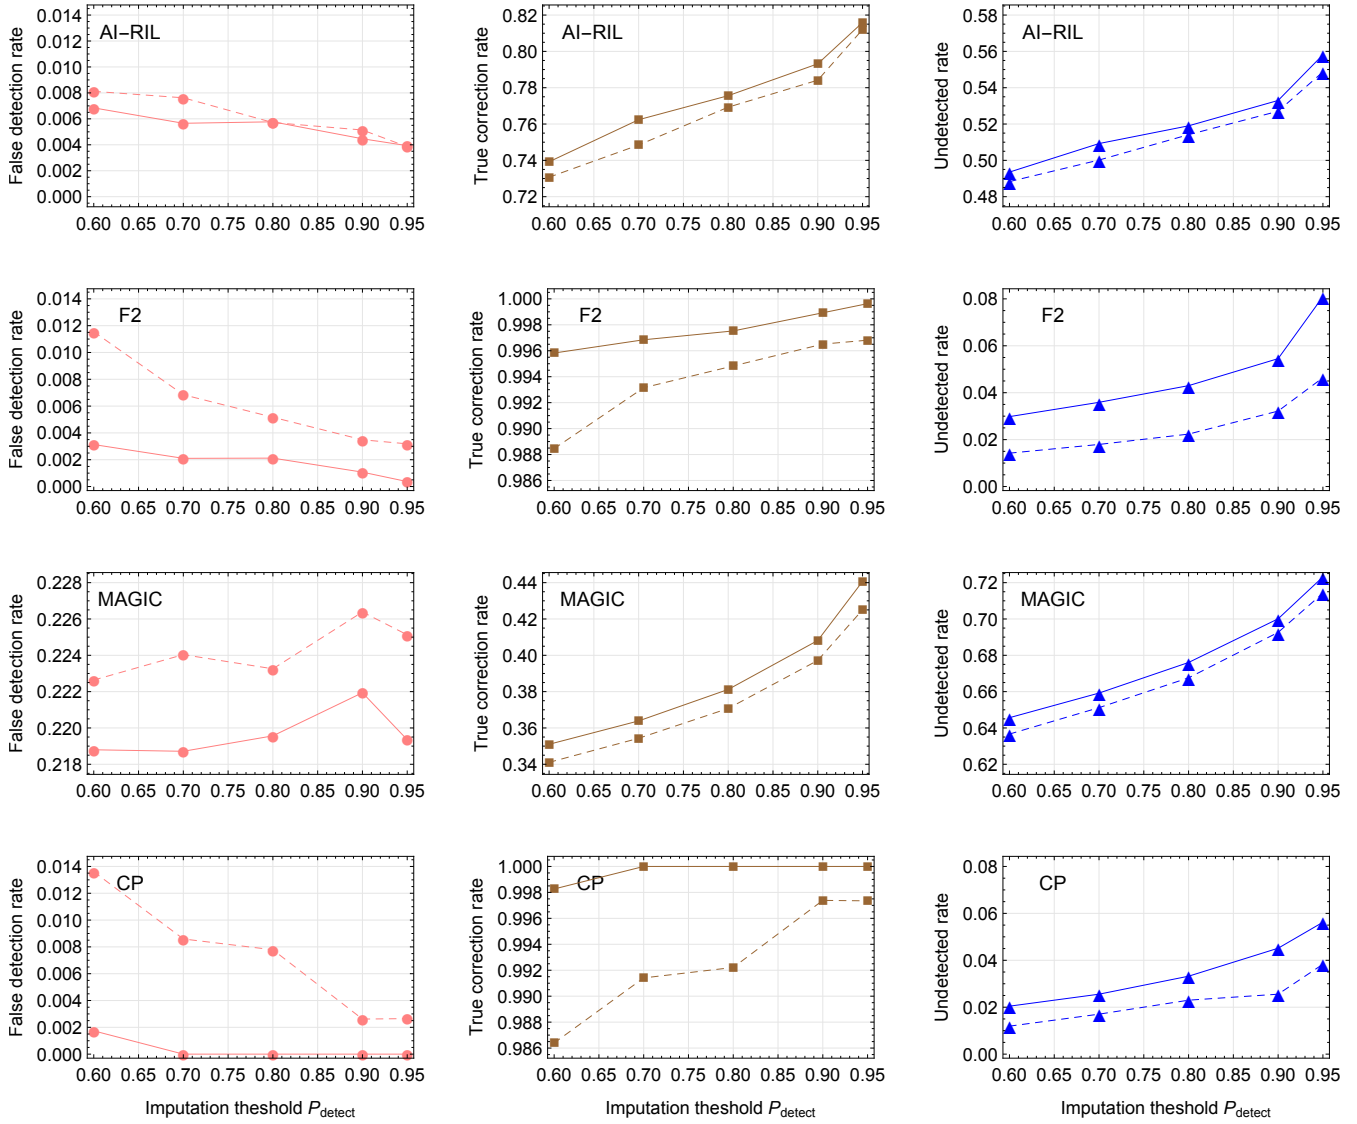 False detection rate
0.014
0.012
0.010
0.008
0.006
0.004
0.002
0.000
AI−RIL
0.60 0.65 0.70 0.75 0.80 0.85 0.90 0.95
True correction rate
0.82
0.80
0.78
0.76
0.74
0.72
AI−RIL
0.60 0.65 0.70 0.75 0.80 0.85 0.90 0.95
Undetected rate
0.58
0.56
0.54
0.52
0.50
0.48
AI−RIL
0.60 0.65 0.70 0.75 0.80 0.85 0.90 0.95
False detection rate
0.014
0.012
0.010
0.008
0.006
0.004
0.002
0.000
F2
0.60 0.65 0.70 0.75 0.80 0.85 0.90 0.95
True correction rate
1.000
0.998
0.996
0.994
0.992
0.990
0.988
0.986
F2
0.60 0.65 0.70 0.75 0.80 0.85 0.90 0.95
Undetected rate
0.08
0.06
0.04
0.02
0.00
F2
0.60 0.65 0.70 0.75 0.80 0.85 0.90 0.95
False detection rate
0.228
0.226
0.224
0.222
0.220
0.218
MAGIC
0.60 0.65 0.70 0.75 0.80 0.85 0.90 0.95
True correction rate
0.44
0.42
0.40
0.38
0.36
0.34
MAGIC
0.60 0.65 0.70 0.75 0.80 0.85 0.90 0.95
Undetected rate
0.72
0.70
0.68
0.66
0.64
0.62
MAGIC
0.60 0.65 0.70 0.75 0.80 0.85 0.90 0.95
False detection rate
0.014
0.012
0.010
0.008
0.006
0.004
0.002
0.000
CP
0.60 0.65 0.70 0.75 0.80 0.85 0.90 0.95
Imputation theshold P_detect
True correction rate
1.000
0.998
0.996
0.994
0.992
0.990
0.988
0.986
CP
0.60 0.65 0.70 0.75 0.80 0.85 0.90 0.95
Imputation theshold P_detect
Undetected rate
0.08
0.06
0.04
0.02
0.00
CP
0.60 0.65 0.70 0.75 0.80 0.85 0.90 0.95
Imputation theshold P_detect